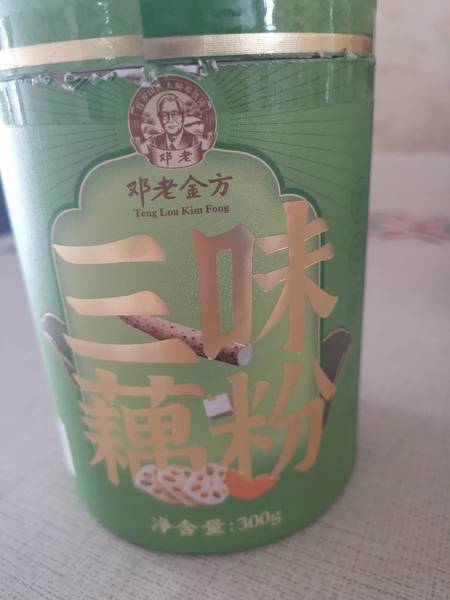 邓老
邓老金方
Teng Lou Kim Fong
三味
藕粉
净含量:300g